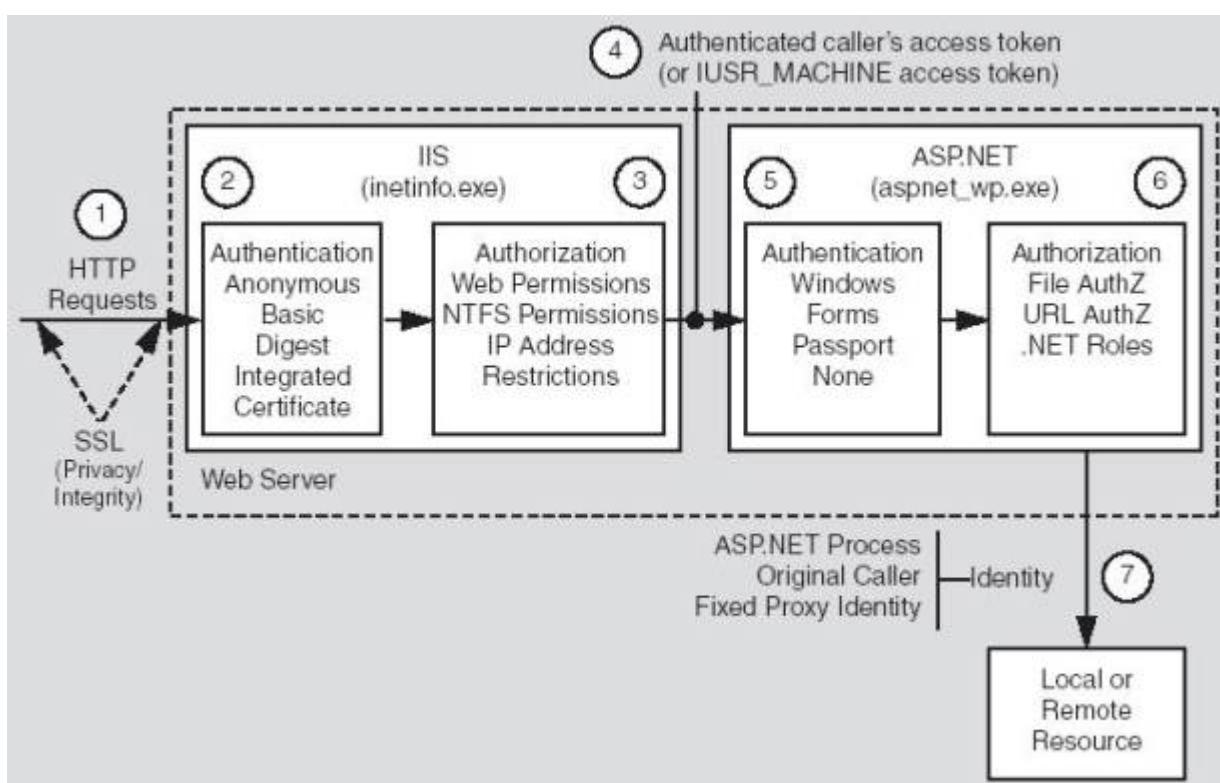 4
Authenticated caller's access token
(or IUSR_MACHINE access token)
1
HTTP
Requests
SSL
(Privacy/
Integrity)
IIS
(inetinfo.exe)
2
3
Authentication
Anonymous
Basic
Digest
Integrated
Certificate
Authorization
Web Permissions
NTFS Permissions
IP Address
Restrictions
Web Server
ASP.NET
(aspnet_wp.exe)
5
6
Authentication
Windows
Forms
Passport
None
Authorization
File AuthZ
URL AuthZ
.NET Roles
ASP.NET Process
Original Caller
Fixed Proxy Identity
Identity
7
Local or
Remote
Resource